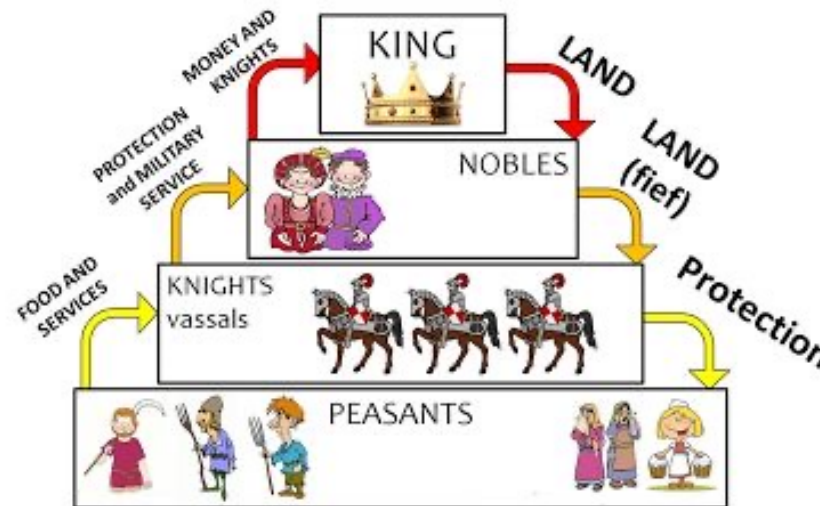 KING
MONEY AND
KNIGHTS
LAND
NOBLES
PROTECTION
and MILITARY
SERVICE
LAND
(fief)
KNIGHTS
vassals
FOOD AND
SERVICES
Protection
PEASANTS